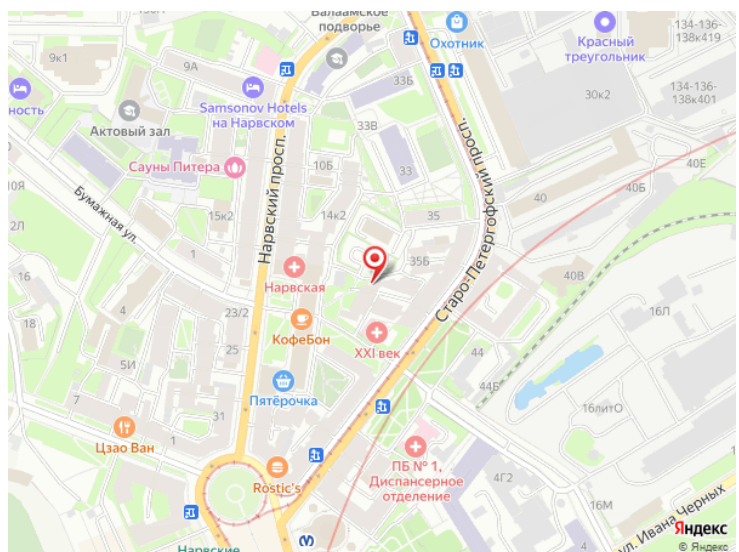 Валаамское
подворье
134-136-
138к419
9к1
Охотник
Красный
треугольник
9А
33Б
134-136-
138к401
30к2
ность
Samsonov Hotels
на Нарвском
Актовый зал
33В
Нарвский просп.
Старо-Петергофский просп.
Сауны Питера
10Б
33
40Е
40Б
10Я
Бумажная ул.
40
15к2
14к2
35
2Л
35Б
16
Нарвская
40В
18
23/2
КофеБон
16Л
XXI век
25
44
5И
44Б
Пятёрочка
16литО
31
1
Цзао Ван
7
1
ПБ № 1,
Диспансерное
отделение
Rostic's
4Г2
16М
ул. Ивана Черных
4
Яндекс
Нарвские
4
© Яндекс